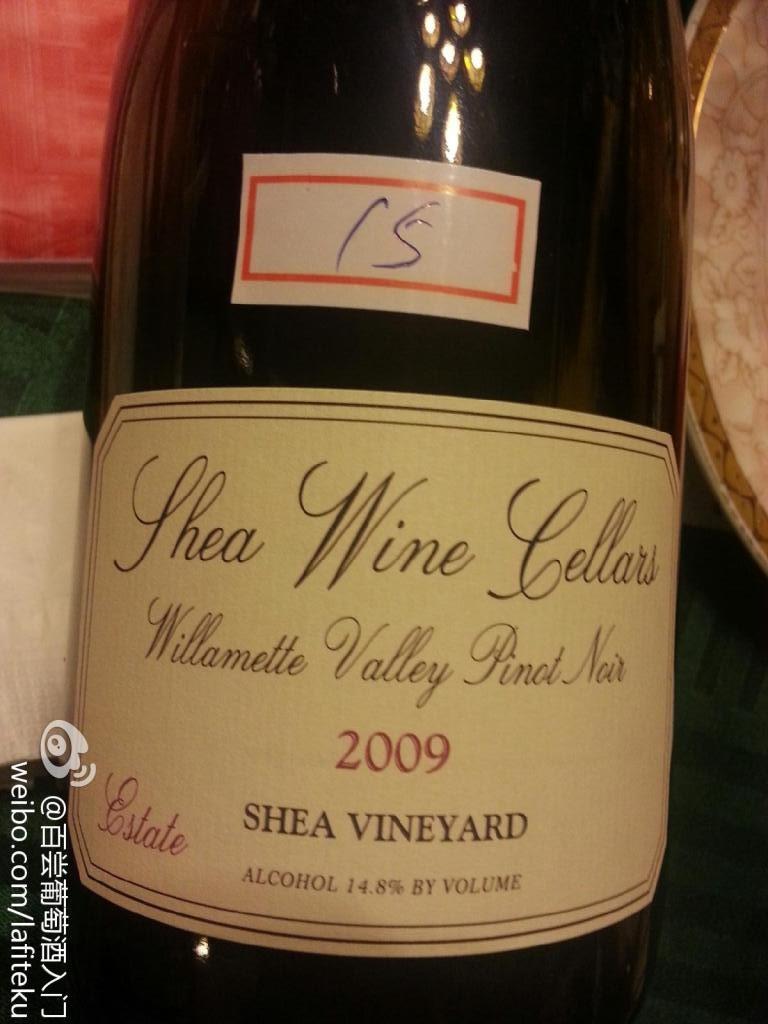 15
Shea Wine Cellars
Willamette Valley Pinot Noir
2009
Estate
SHEA VINEYARD
ALCOHOL 14.8% BY VOLUME
@百尝葡萄酒入门
weibo.com/lafiteku